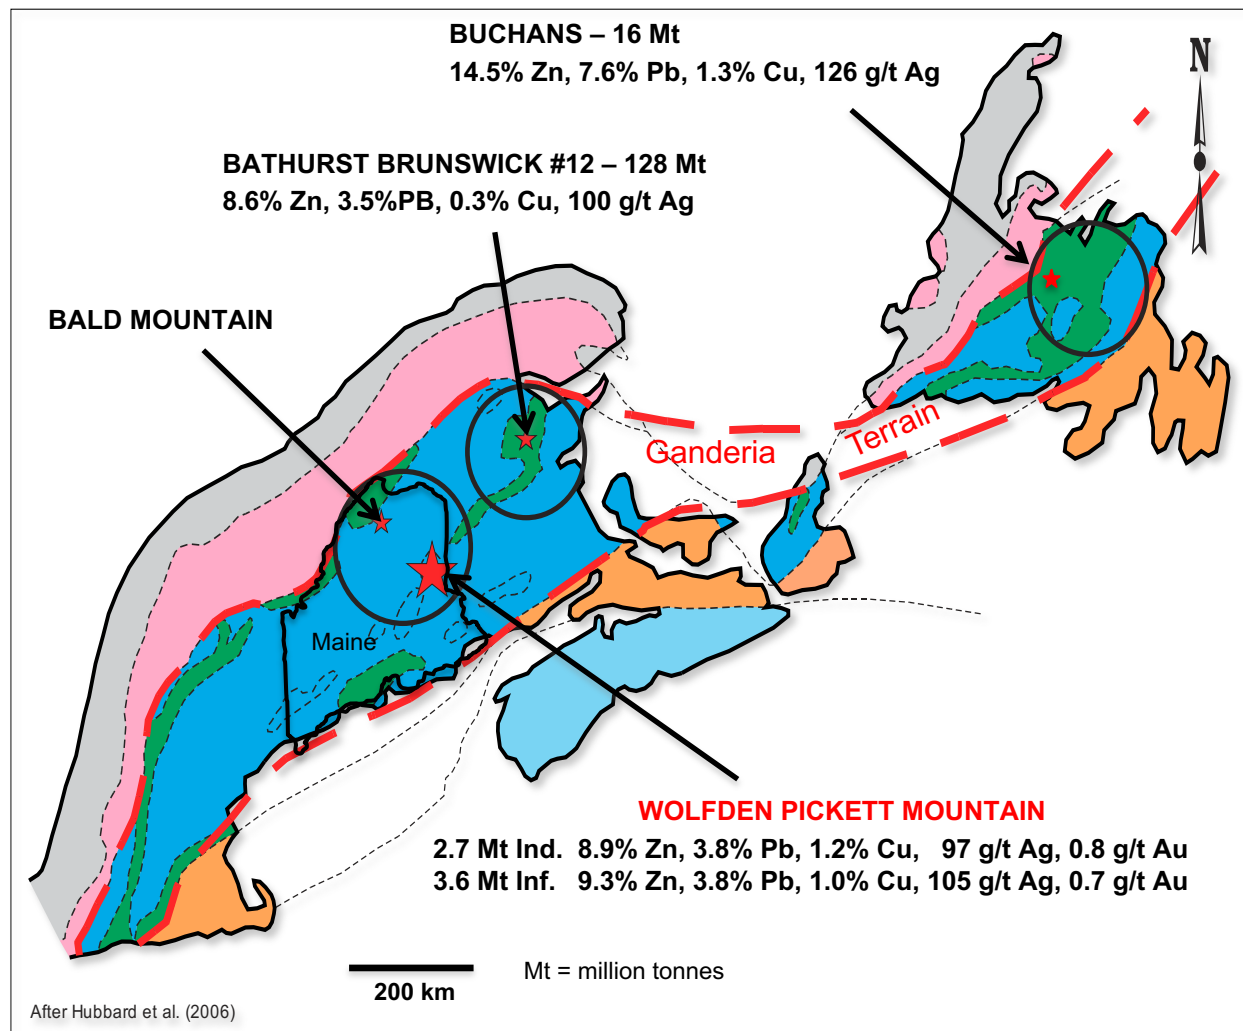 BUCHANS – 16 Mt
14.5% Zn, 7.6% Pb, 1.3% Cu, 126 g/t Ag
N
BATHURST BRUNSWICK #12 – 128 Mt
8.6% Zn, 3.5%PB, 0.3% Cu, 100 g/t Ag
BALD MOUNTAIN
Ganderia Terrain
Maine
WOLFDEN PICKETT MOUNTAIN
2.7 Mt Ind. 8.9% Zn, 3.8% Pb, 1.2% Cu, 97 g/t Ag, 0.8 g/t Au
3.6 Mt Inf. 9.3% Zn, 3.8% Pb, 1.0% Cu, 105 g/t Ag, 0.7 g/t Au
200 km
Mt = million tonnes
After Hubbard et al. (2006)